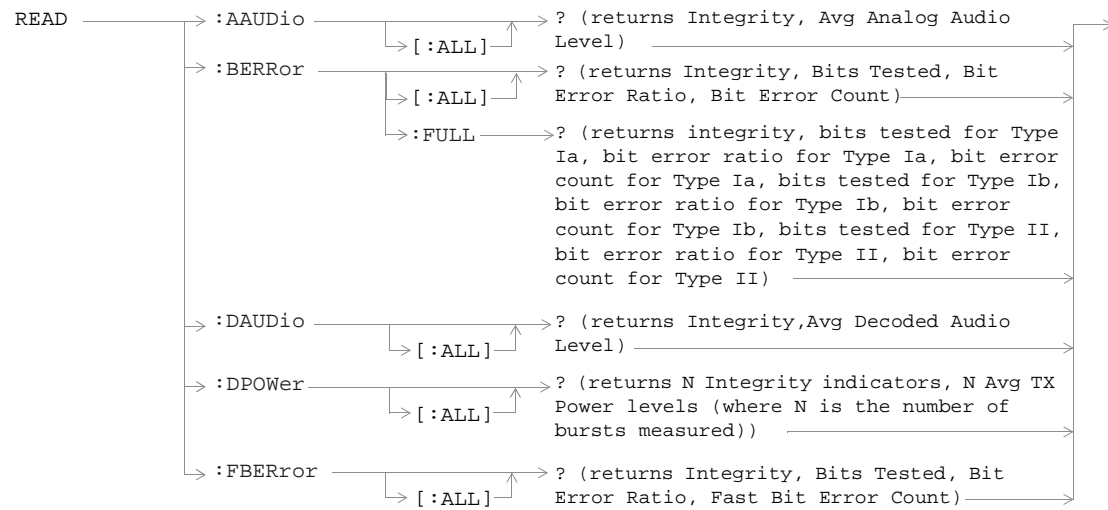 READ :AAUDio ? (returns Integrity, Avg Analog Audio
[:ALL] Level)
:BERRor ? (returns Integrity, Bits Tested, Bit
[:ALL] Error Ratio, Bit Error Count)
:FULL ? (returns integrity, bits tested for Type
Ia, bit error ratio for Type Ia, bit error
count for Type Ia, bits tested for Type Ib,
bit error ratio for Type Ib, bit error
count for Type Ib, bits tested for Type II,
bit error ratio for Type II, bit error
count for Type II)
:DAUDio ? (returns Integrity,Avg Decoded Audio
[:ALL] Level)
:DPOWer ? (returns N Integrity indicators, N Avg TX
[:ALL] Power levels (where N is the number of
bursts measured))
:FBERror ? (returns Integrity, Bits Tested, Bit
[:ALL] Error Ratio, Fast Bit Error Count)